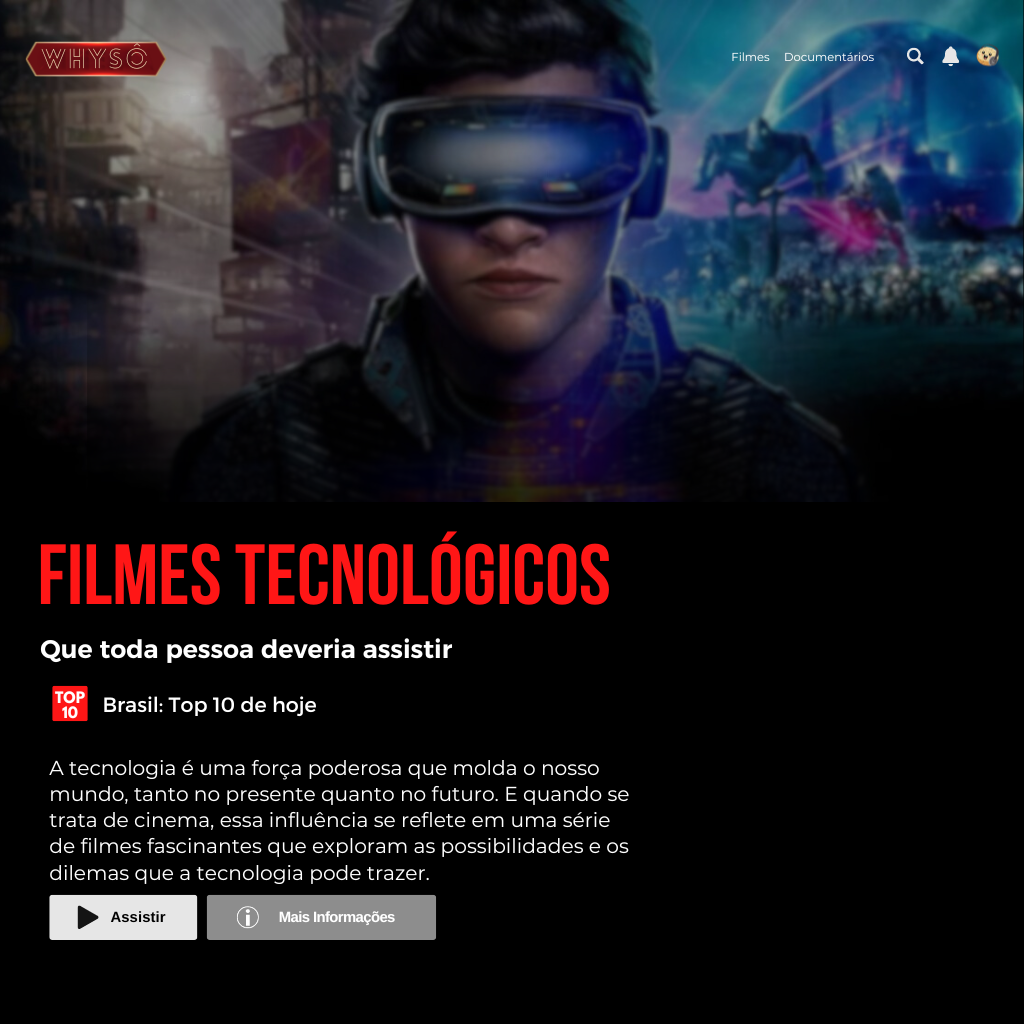 WHYSÔ
Filmes Documentários
FILMES TECNOLÓGICOS
Que toda pessoa deveria assistir
TOP
10
Brasil: Top 10 de hoje
A tecnologia é uma força poderosa que molda o nosso
mundo, tanto no presente quanto no futuro. E quando se
trata de cinema, essa influência se reflete em uma série
de filmes fascinantes que exploram as possibilidades e os
dilemas que a tecnologia pode trazer.
Assistir
Mais Informações